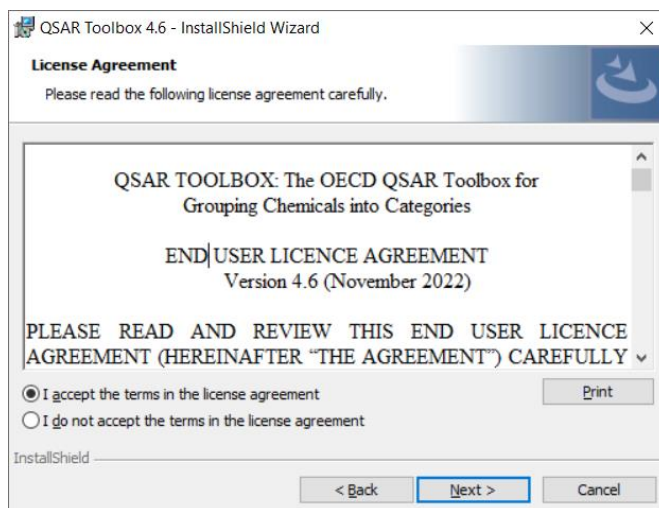 QSAR Toolbox 4.6 - InstallShield Wizard
License Agreement
Please read the following license agreement carefully.
QSAR TOOLBOX: The OECD QSAR Toolbox for
Grouping Chemicals into Categories
END USER LICENCE AGREEMENT
Version 4.6 (November 2022)
PLEASE READ AND REVIEW THIS END USER LICENCE
AGREEMENT (HEREINAFTER “THE AGREEMENT”) CAREFULLY
I accept the terms in the license agreement
Print
I do not accept the terms in the license agreement
InstallShield
< Back
Next >
Cancel